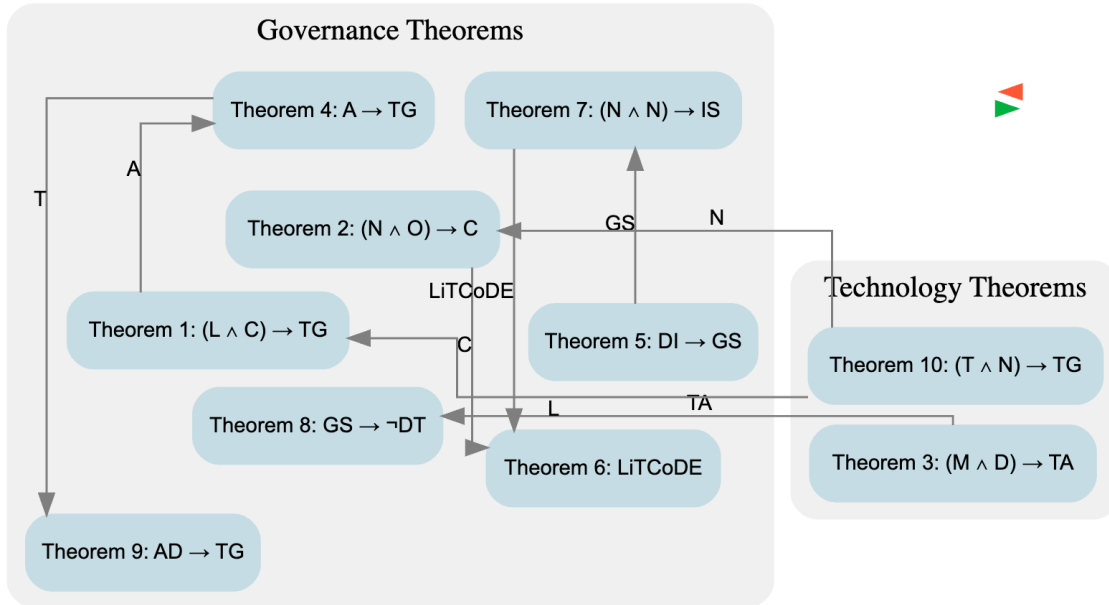 Governance Theorems
Theorem 4: A → TG
Theorem 7: (N ∧ N) → IS
A
T
Theorem 2: (N ∧ O) → C
GS
N
LiTCoDE
Technology Theorems
Theorem 1: (L ∧ C) → TG
C
Theorem 5: DI → GS
Theorem 10: (T ∧ N) → TG
L
TA
Theorem 8: GS → ¬DT
Theorem 6: LiTCoDE
Theorem 3: (M ∧ D) → TA
Theorem 9: AD → TG